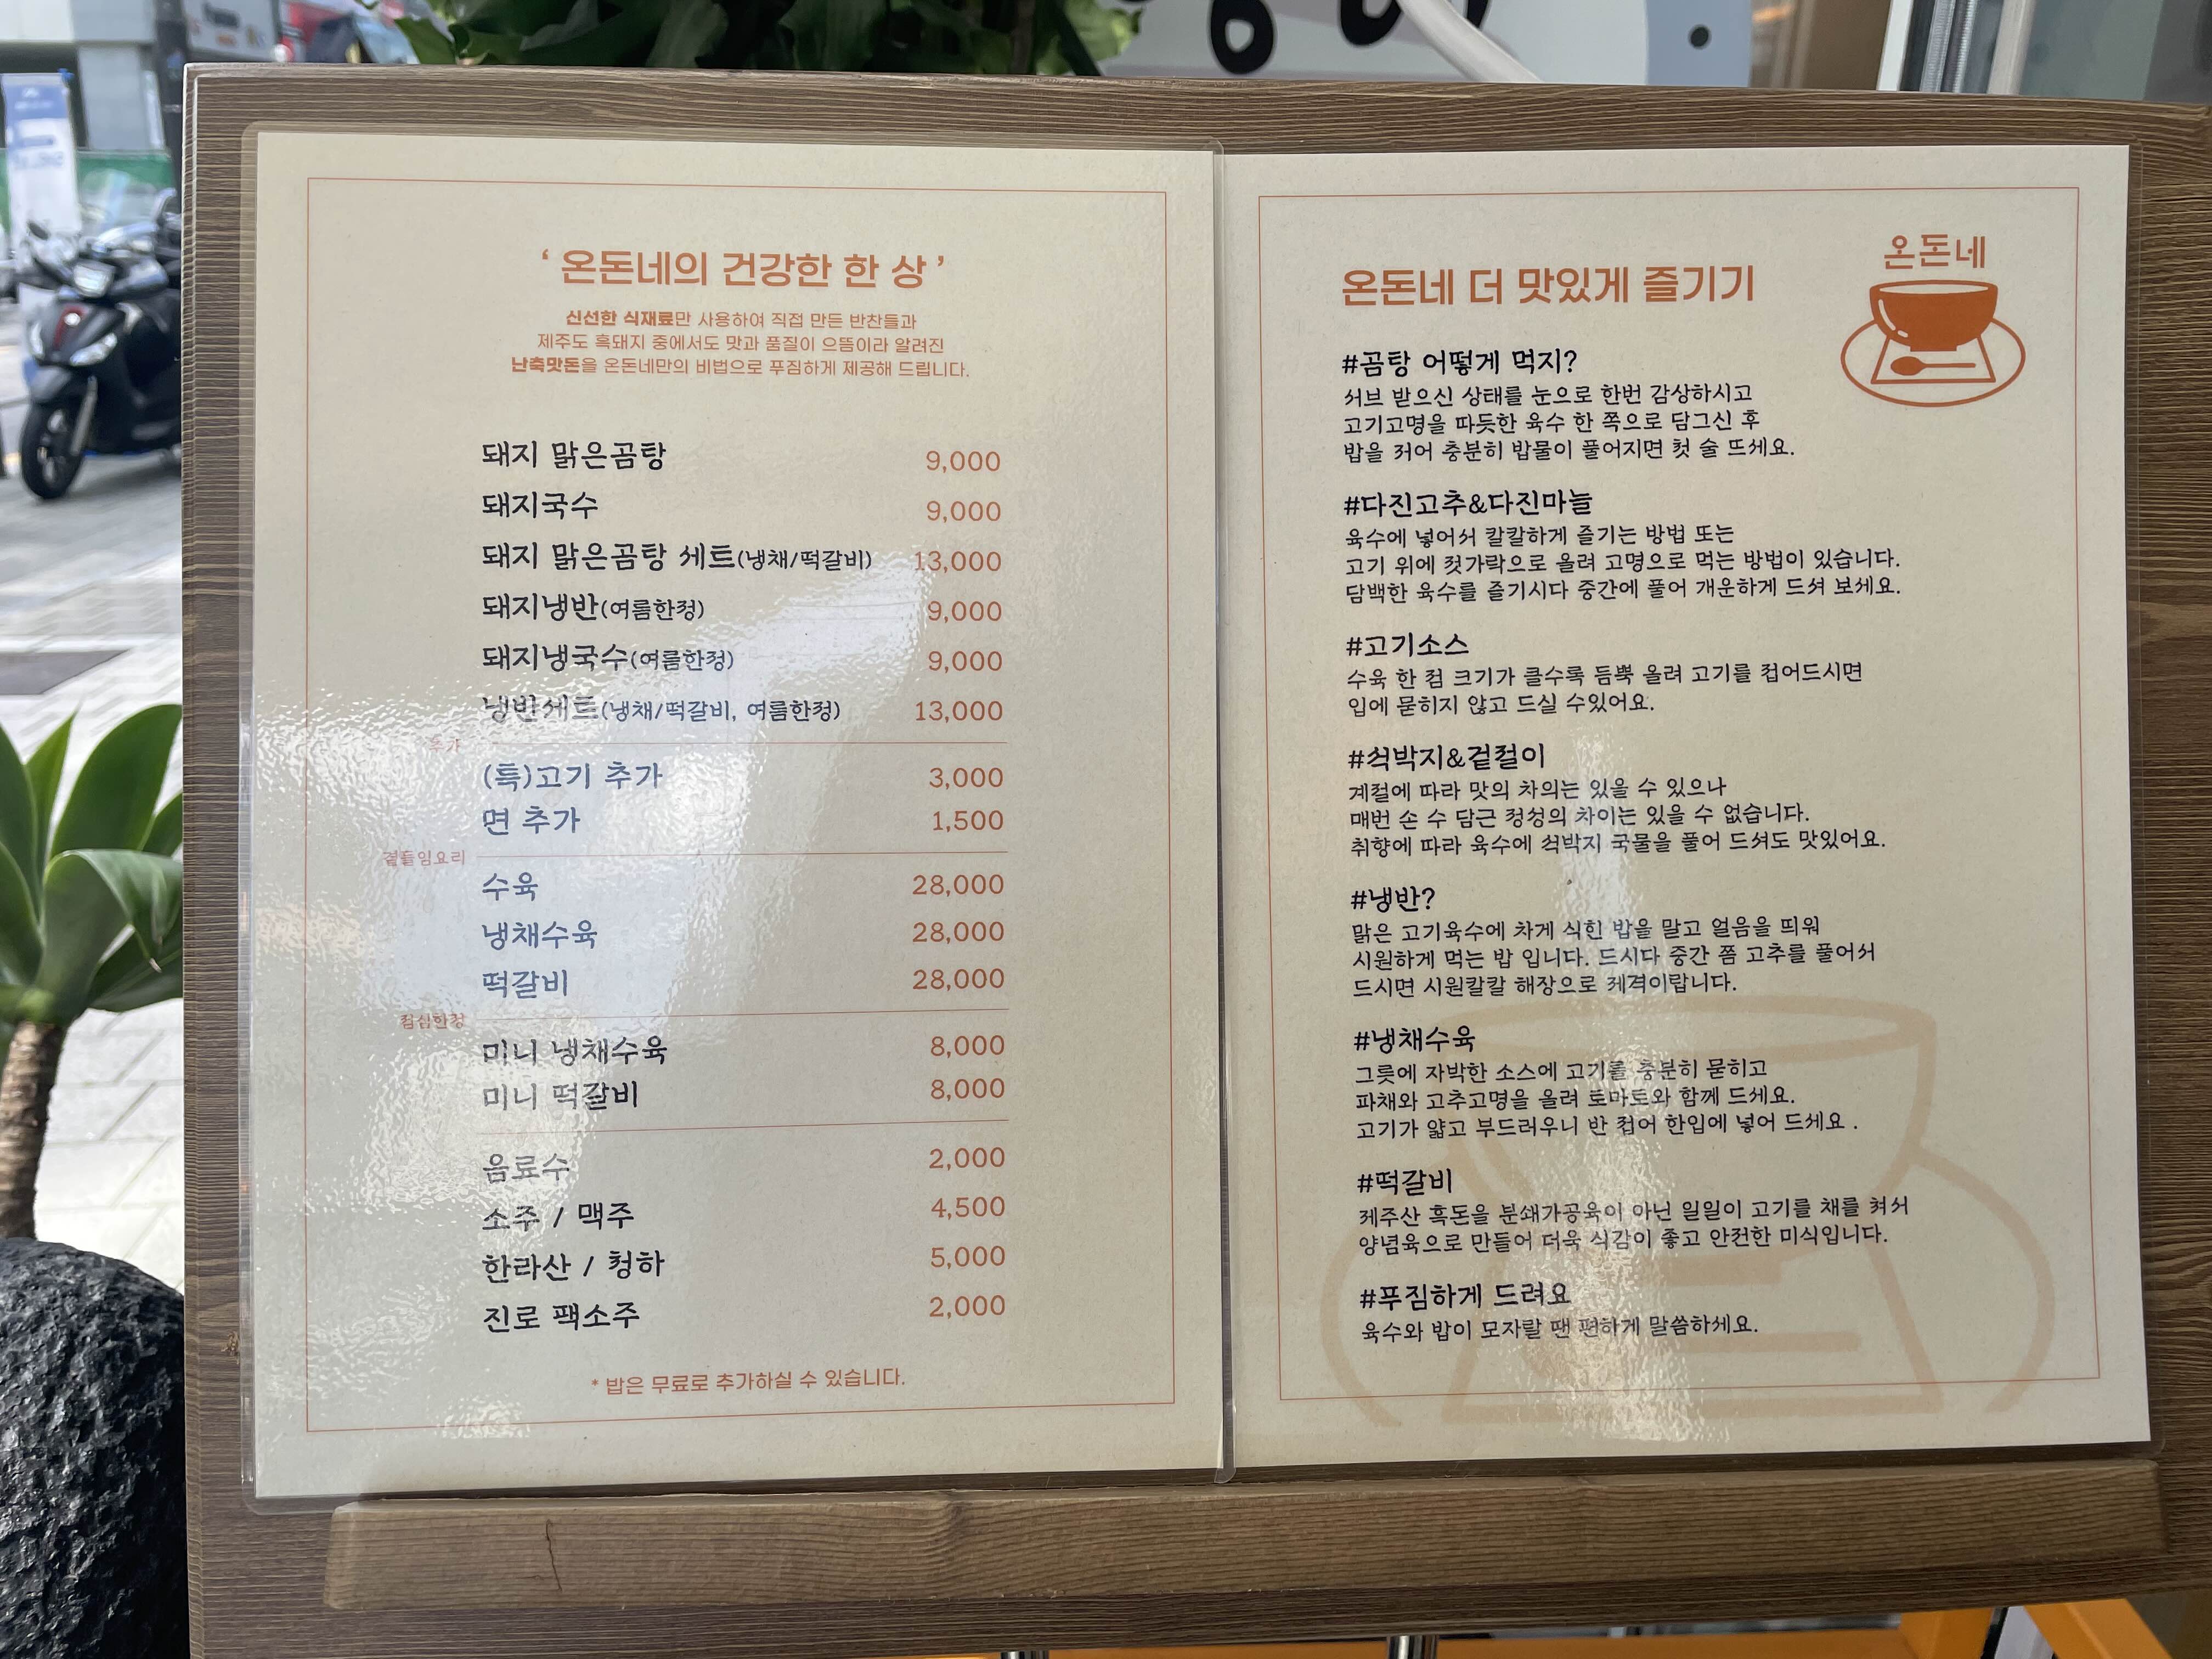 ‘ 온돈네의 건강한 한 상 ’
신선한 식재료만 사용하여 직접 만든 반찬들과
제주도 흑돼지 중에서도 맛과 품질이 으뜸이라 알려진
난축맛돈을 온돈네만의 비법으로 푸짐하게 제공해 드립니다.
돼지 맑은곰탕 9,000
돼지국수 9,000
돼지 맑은곰탕 세트(냉채/떡갈비) 13,000
돼지냉반(여름한정) 9,000
돼지냉국수(여름한정) 9,000
냉반세트(냉채/떡갈비, 여름한정) 13,000
추가
(특)고기 추가 3,000
면 추가 1,500
곁들임요리
수육 28,000
냉채수육 28,000
떡갈비 28,000
점심한정
미니 냉채수육 8,000
미니 떡갈비 8,000
음료수 2,000
소주 / 맥주 4,500
한라산 / 청하 5,000
진로 팩소주 2,000
* 밥은 무료로 추가하실 수 있습니다.
온돈네
온돈네 더 맛있게 즐기기
#곰탕 어떻게 먹지?
서브 받으신 상태를 눈으로 한번 감상하시고
고기고명을 따듯한 육수 한 쪽으로 담그신 후
밥을 저어 충분히 밥물이 풀어지면 첫 술 뜨세요.
#다진고추&다진마늘
육수에 넣어서 칼칼하게 즐기는 방법 또는
고기 위에 젓가락으로 올려 고명으로 먹는 방법이 있습니다.
담백한 육수를 즐기시다 중간에 풀어 개운하게 드셔 보세요.
#고기소스
수육 한 점 크기가 클수록 듬뿍 올려 고기를 접어드시면
입에 묻히지 않고 드실 수있어요.
#석박지&겉절이
계절에 따라 맛의 차의는 있을 수 있으나
매번 손 수 담근 정성의 차이는 있을 수 없습니다.
취향에 따라 육수에 석박지 국물을 풀어 드셔도 맛있어요.
#냉반?
맑은 고기육수에 차게 식힌 밥을 말고 얼음을 띄워
시원하게 먹는 밥 입니다. 드시다 중간 쯤 고추를 풀어서
드시면 시원칼칼 해장으로 제격이랍니다.
#냉채수육
그릇에 자박한 소스에 고기를 충분히 묻히고
파채와 고추고명을 올려 토마토와 함께 드세요.
고기가 얇고 부드러우니 반 접어 한입에 넣어 드세요 .
#떡갈비
제주산 흑돈을 분쇄가공육이 아닌 일일이 고기를 채를 쳐서
양념육으로 만들어 더욱 식감이 좋고 안전한 미식입니다.
#푸짐하게 드려요
육수와 밥이 모자랄 땐 편하게 말씀하세요.